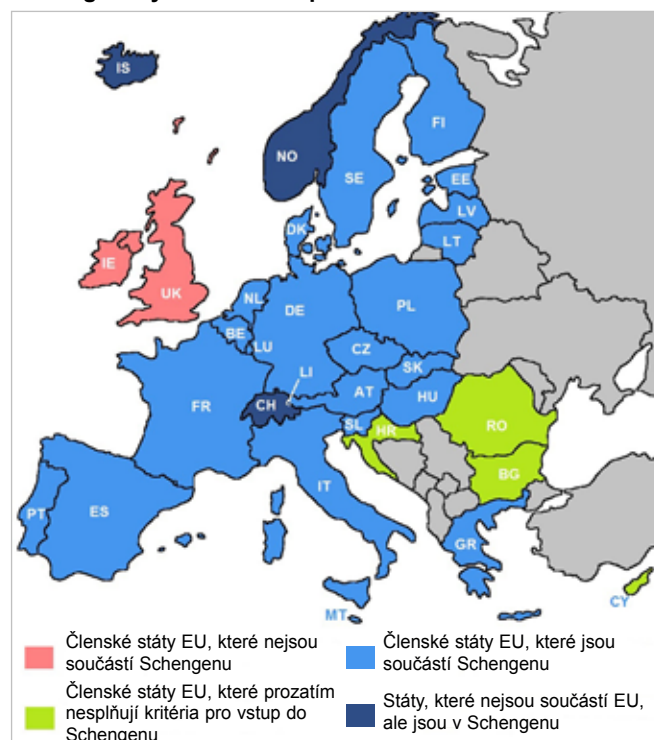 IS
FI
NO
SE
EE
LV
DK
LT
IE
UK
NL
DE
PL
BE
LU
CZ
SK
LI
FR
CH
AT
HU
SL
HR
RO
IT
BG
PT
ES
GR
MT
CY
Členské státy EU, které nejsou
součástí Schengenu
Členské státy EU, které jsou
součástí Schengenu
Členské státy EU, které prozatím
nesplňují kritéria pro vstup do
Schengenu
Státy, které nejsou součástí EU,
ale jsou v Schengenu